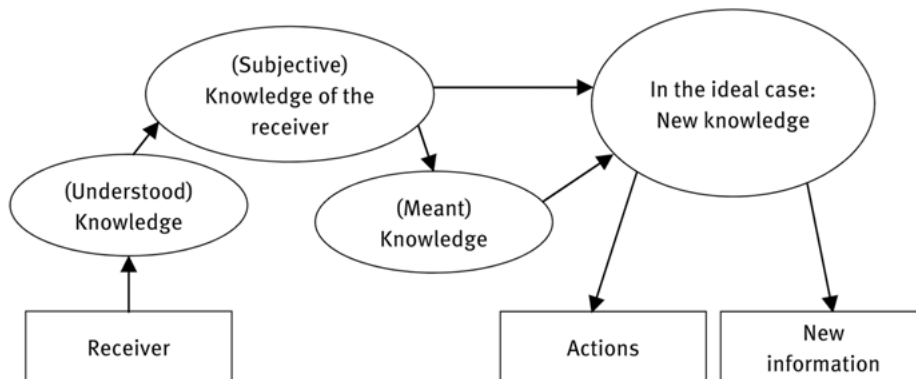 (Subjective)
Knowledge of the
receiver
In the ideal case:
New knowledge
(Understood)
Knowledge
(Meant)
Knowledge
Receiver
Actions
New
information